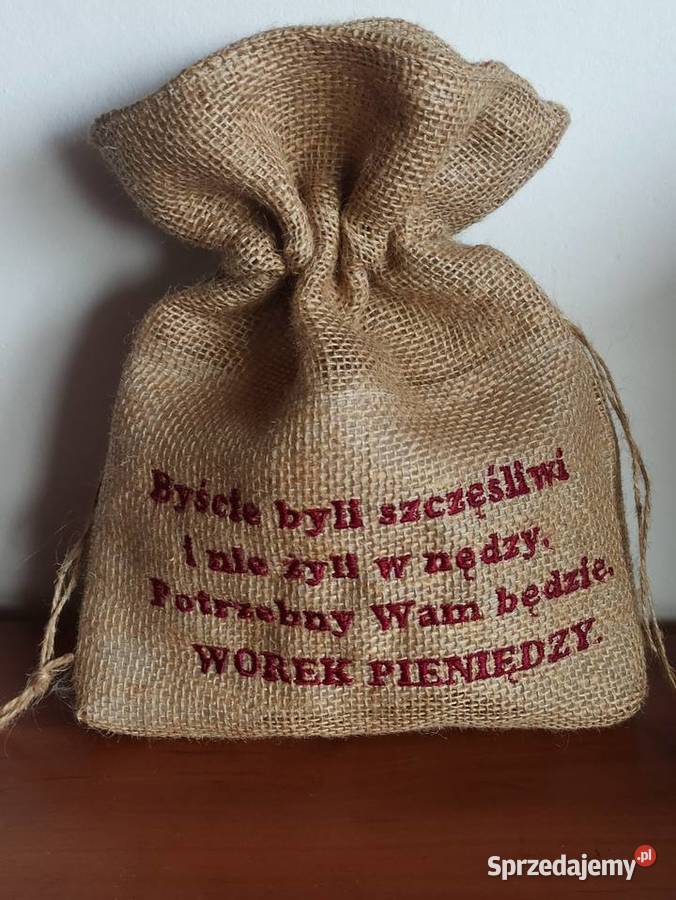 Byście byli szczęśliwi
i nie żyli w nędzy,
Potrzebny Wam będzie,
WOREK PIENIĘDZY.
Sprzedajemy.pl